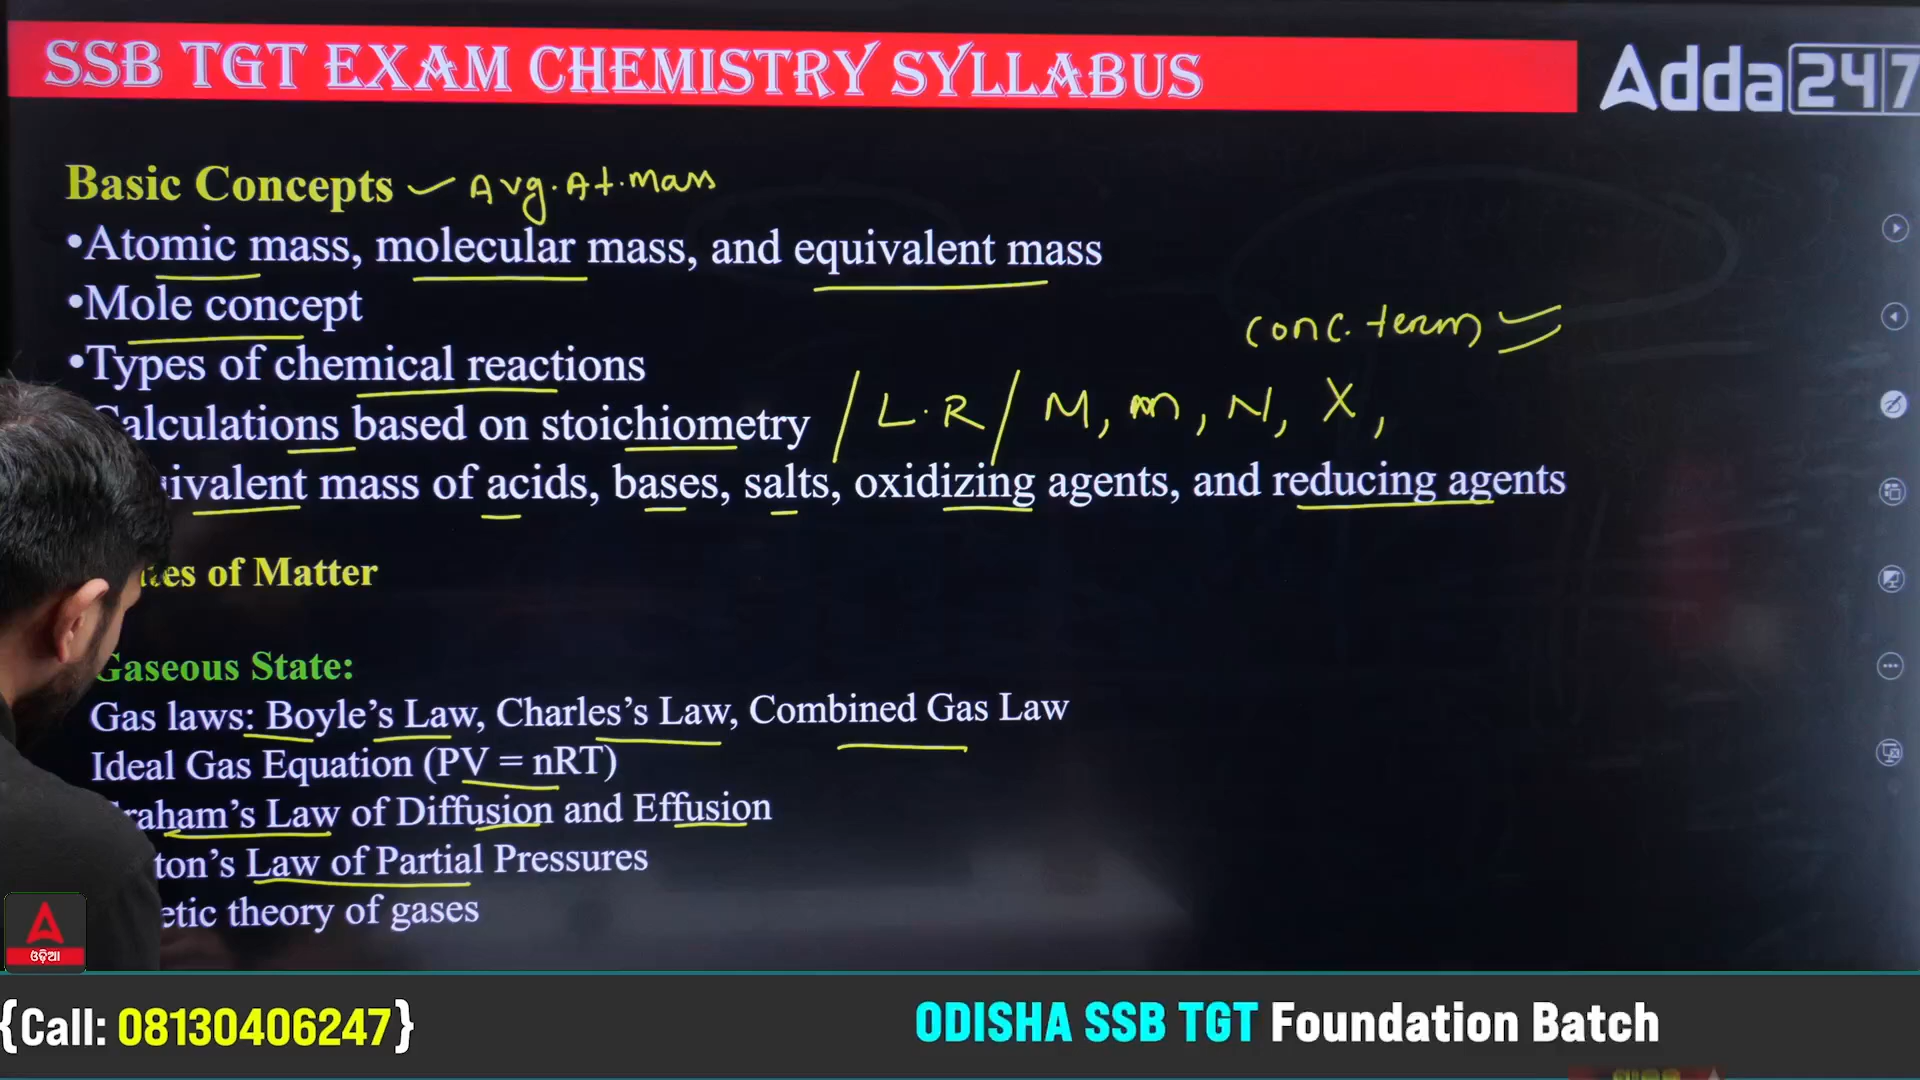 SSB TGT EXAM CHEMISTRY SYLLABUS
Adda247
Basic Concepts Avg. At. mass
•Atomic mass, molecular mass, and equivalent mass
•Mole concept
conc. term
•Types of chemical reactions
alculations based on stoichiometry / L.R / M, m, N, X,
ivalent mass of acids, bases, salts, oxidizing agents, and reducing agents
es of Matter
Gaseous State:
Gas laws: Boyle’s Law, Charles’s Law, Combined Gas Law
Ideal Gas Equation (PV = nRT)
raham’s Law of Diffusion and Effusion
ton’s Law of Partial Pressures
etic theory of gases
A
ଓଡ଼ିଆ
{Call: 08130406247}
ODISHA SSB TGT Foundation Batch